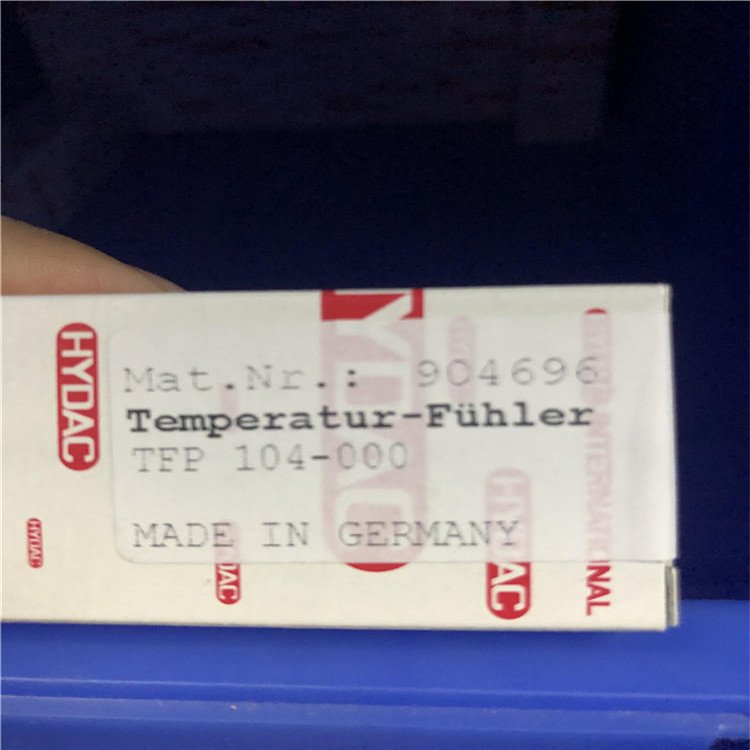 HYDAC
Mat.Nr.: 904696
Temperatur-Fühler
TFP 104-000
MADE IN GERMANY
HYDAC
HYDAC
HYDAC